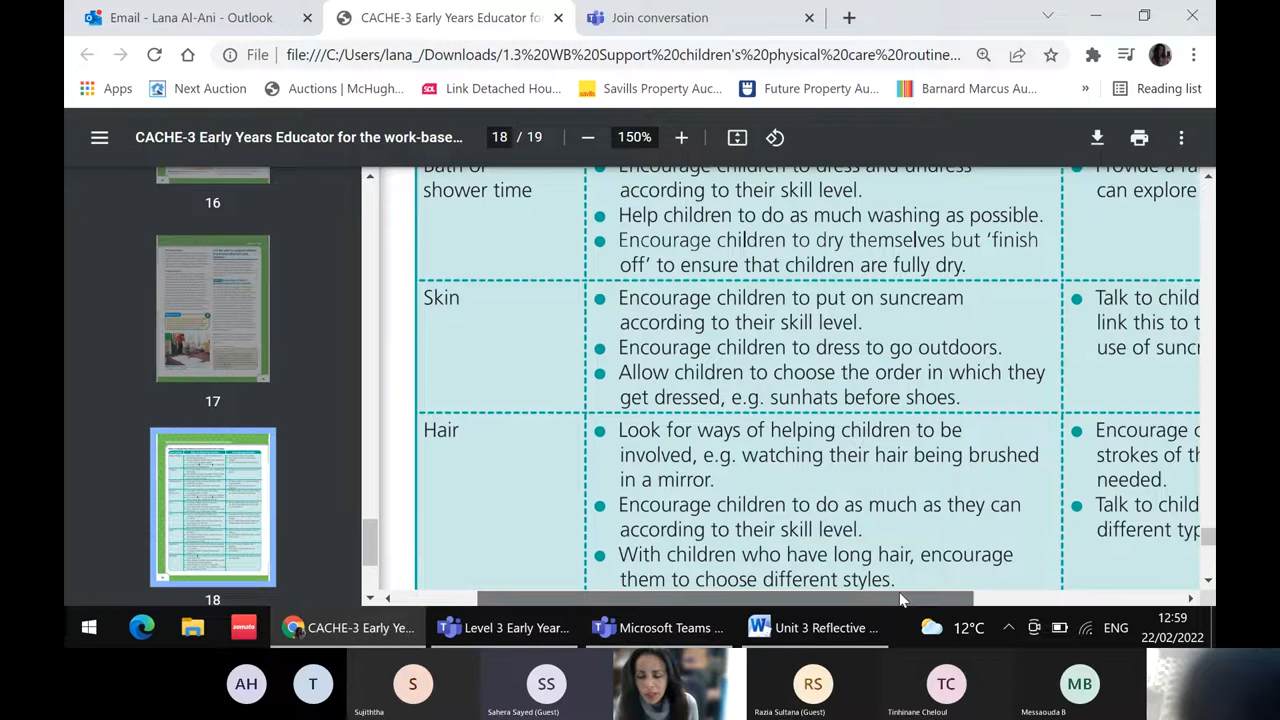 Email - Lana Al-Ani - Outlook
CACHE-3 Early Years Educator fo
Join conversation
File
file:///C:/Users/lana_/Downloads/1.3%20WB%20Support%20children's%20physical%20care%20routine...
Apps
Next Auction
Auctions | McHugh...
Link Detached Hou...
Savills Property Auc...
Future Property Au...
Barnard Marcus Au...
»
Reading list
CACHE-3 Early Years Educator for the work-base...
18 / 19
150%
16
17
18
shower time
according to their skill level.
can explore
Help children to do as much washing as possible.
Encourage children to dry themselves but 'finish
off' to ensure that children are fully dry.
Skin
Encourage children to put on suncream
according to their skill level.
Encourage children to dress to go outdoors.
Allow children to choose the order in which they
get dressed, e.g. sunhats before shoes.
Talk to child
link this to t
use of suncr
Hair
Look for ways of helping children to be
involved, e.g. watching their hair being brushed
in a mirror.
Encourage children to do as much as they can
according to their skill level.
With children who have long hair, encourage
them to choose different styles.
Encourage c
strokes of th
needed.
Talk to child
different typ
zomato
CACHE-3 Early Ye...
Level 3 Early Year...
Microsoft Teams ...
Unit 3 Reflective ...
12°C
ENG
12:59
22/02/2022
AH
T
S
Sujiththa
SS
Sahera Sayed (Guest)
RS
Razia Sultana (Guest)
TC
Tinhinane Cheloul
MB
Messaouda B